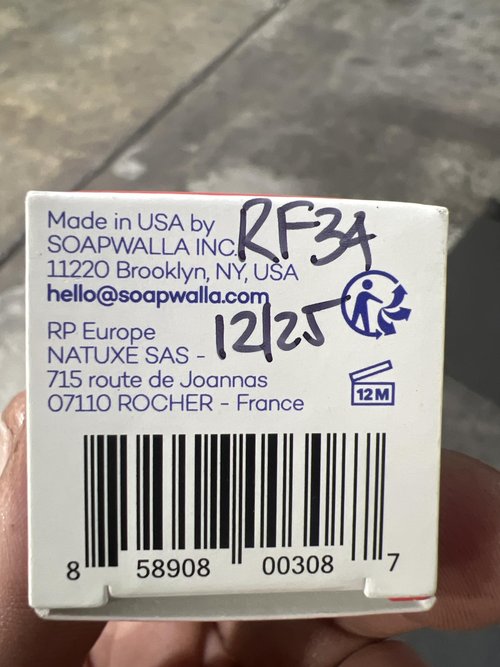 Made in USA by
SOAPWALLA INC. RF34
11220 Brooklyn, NY, USA
hello@soapwalla.com
12/25
RP Europe
NATUXE SAS -
715 route de Joannas
07110 ROCHER - France
12 M
8 58908 00308 7